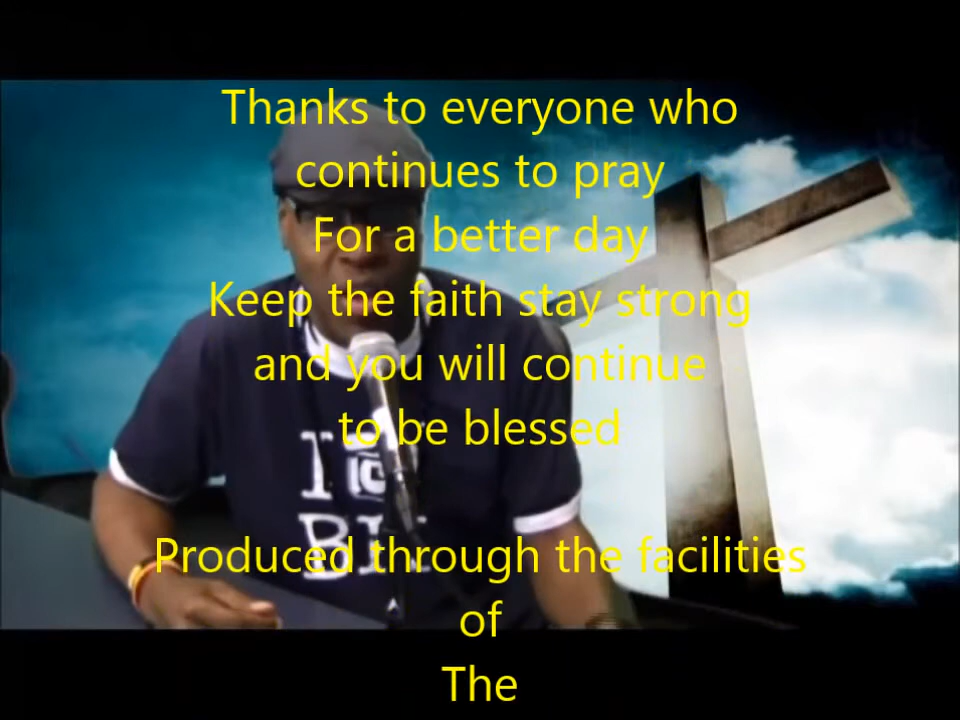 Thanks to everyone who
continues to pray
For a better day
Keep the faith stay strong
and you will continue
to be blessed
Produced through the facilities
of
The